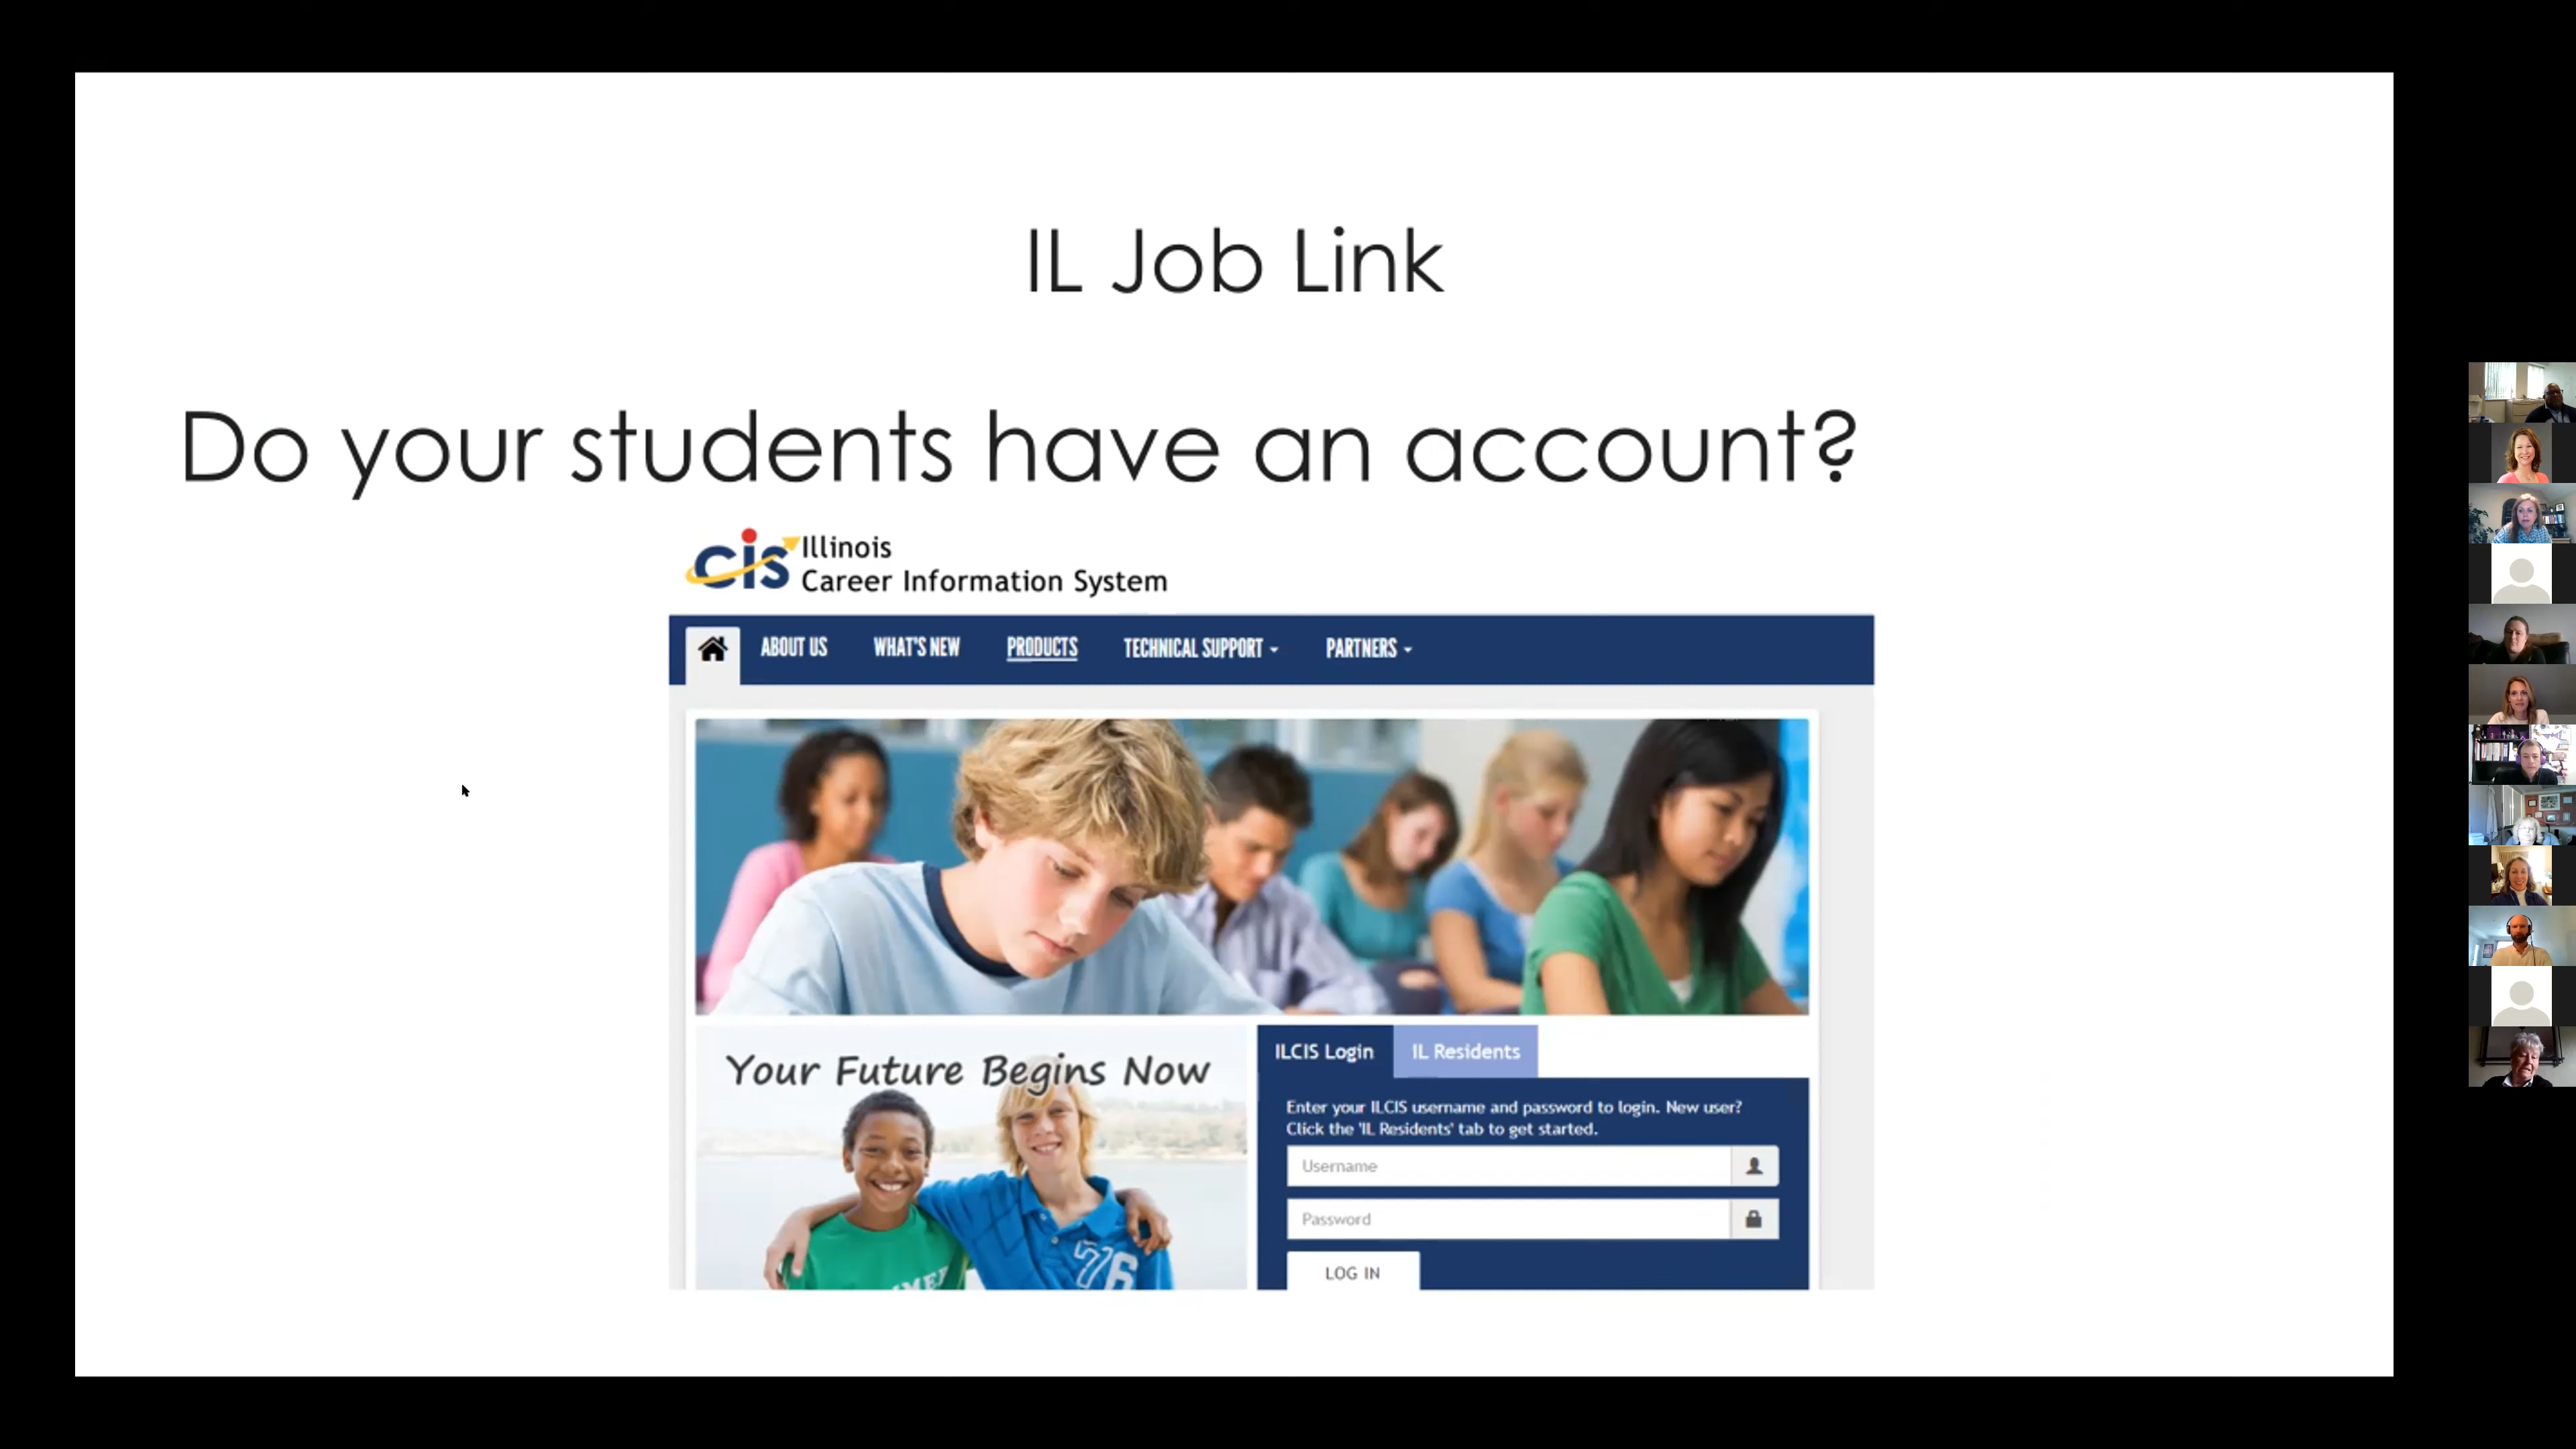 IL Job Link
Do your students have an account?
cis Illinois
Career Information System
ABOUT US WHAT'S NEW PRODUCTS TECHNICAL SUPPORT PARTNERS
Your Future Begins Now
76
ILCIS Login IL Residents
Enter your ILCIS username and password to login. New user?
Click the 'IL Residents' tab to get started.
Username
Password
LOG IN